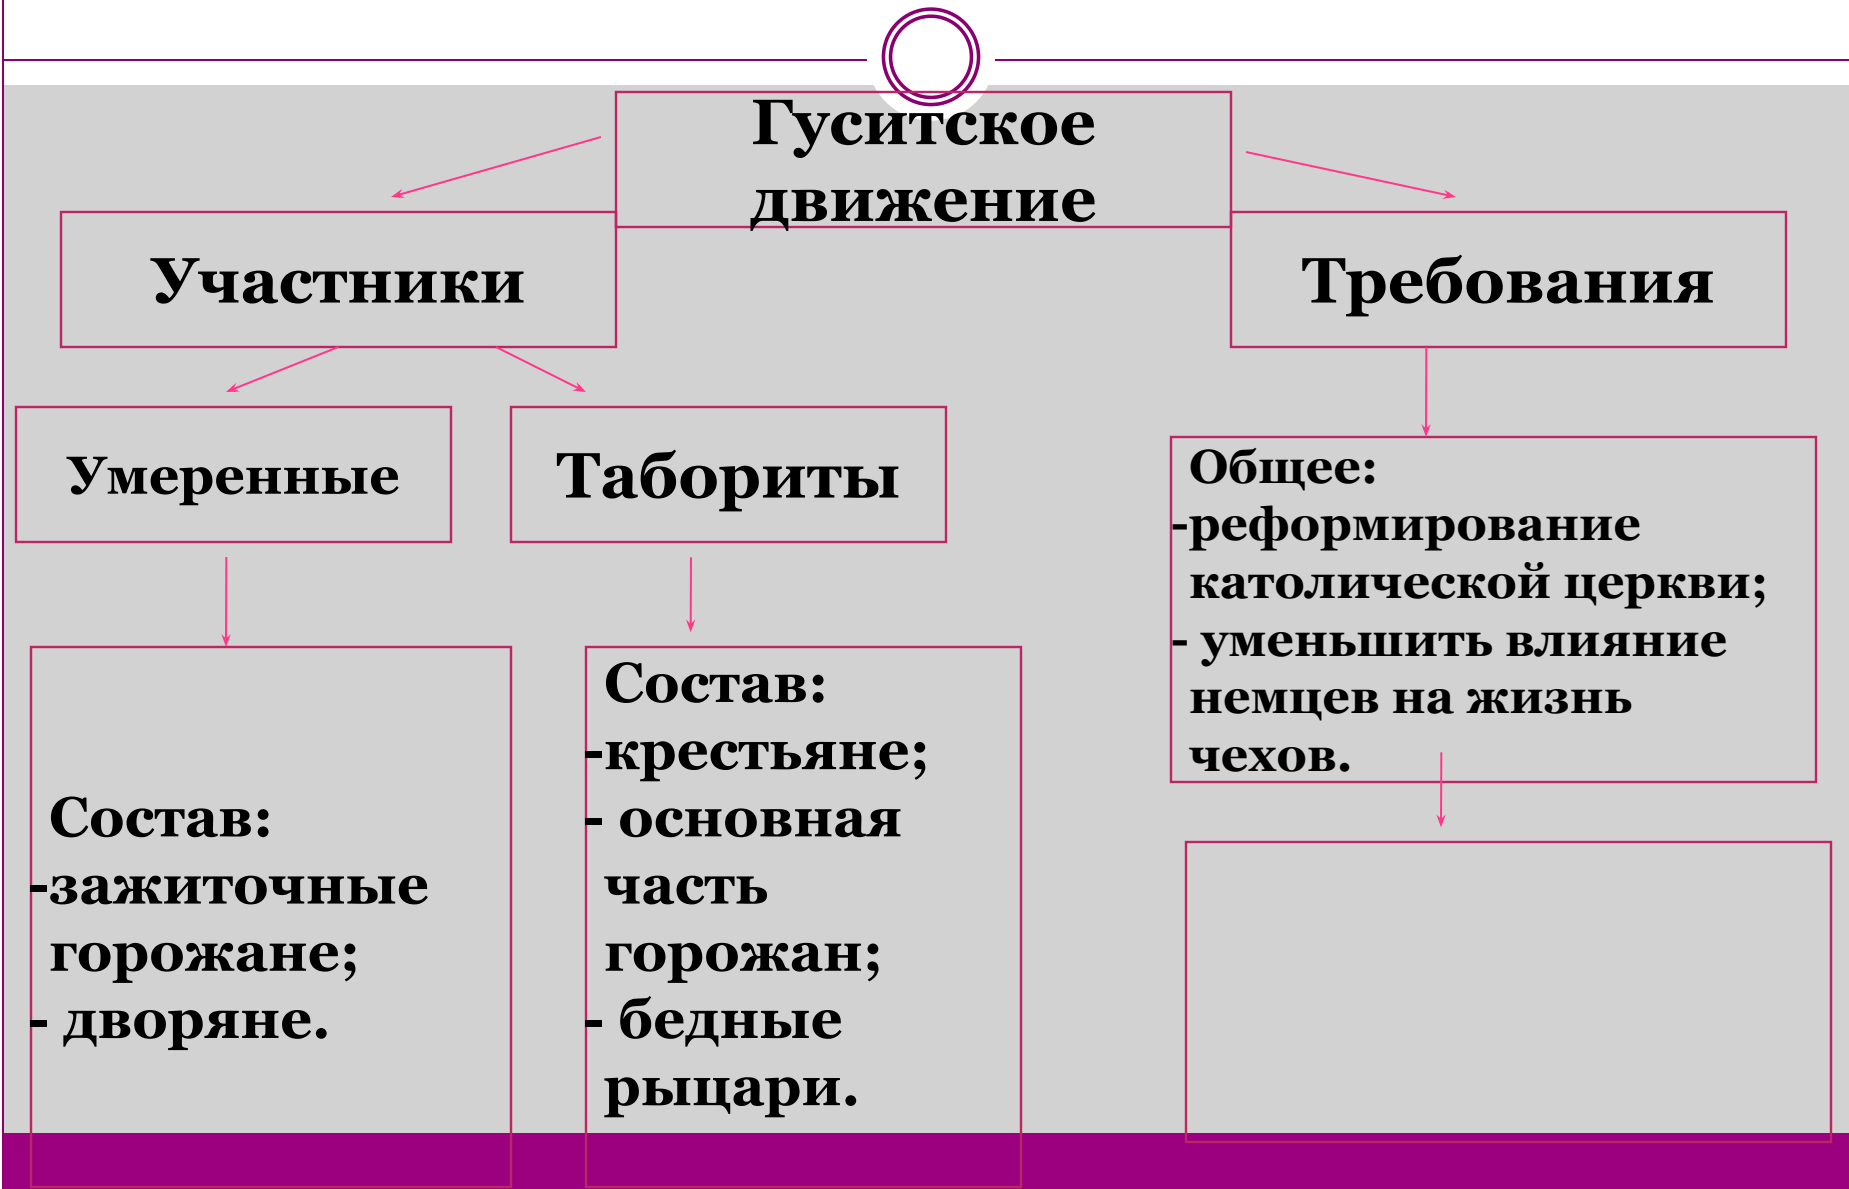 Гуситское
движение
Участники
Требования
Умеренные
Табориты
Состав:
-зажиточные
горожане;
- дворяне.
Состав:
-крестьяне;
- основная
часть
горожан;
- бедные
рыцари.
Общее:
-реформирование
католической церкви;
- уменьшить влияние
немцев на жизнь
чехов.